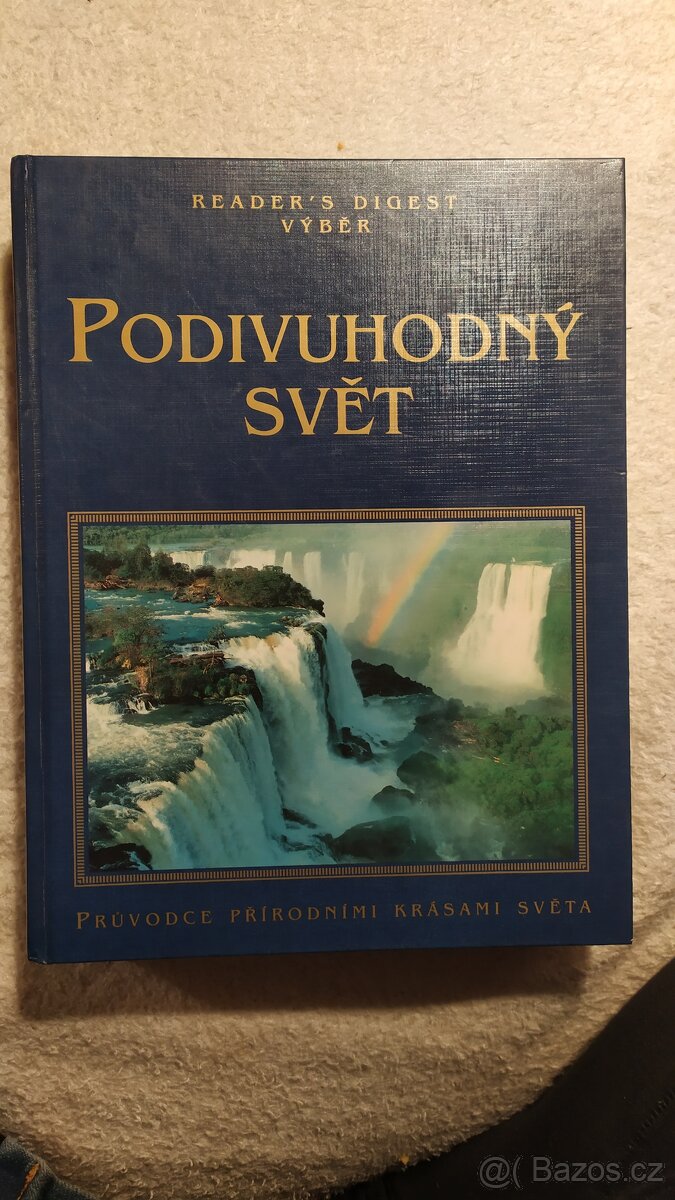 READER'S DIGEST
VÝBĚR
PODIVUHODNÝ
SVĚT
PRŮVODCE PŘÍRODNÍMI KRÁSAMI SVĚTA
@( Bazos.cz